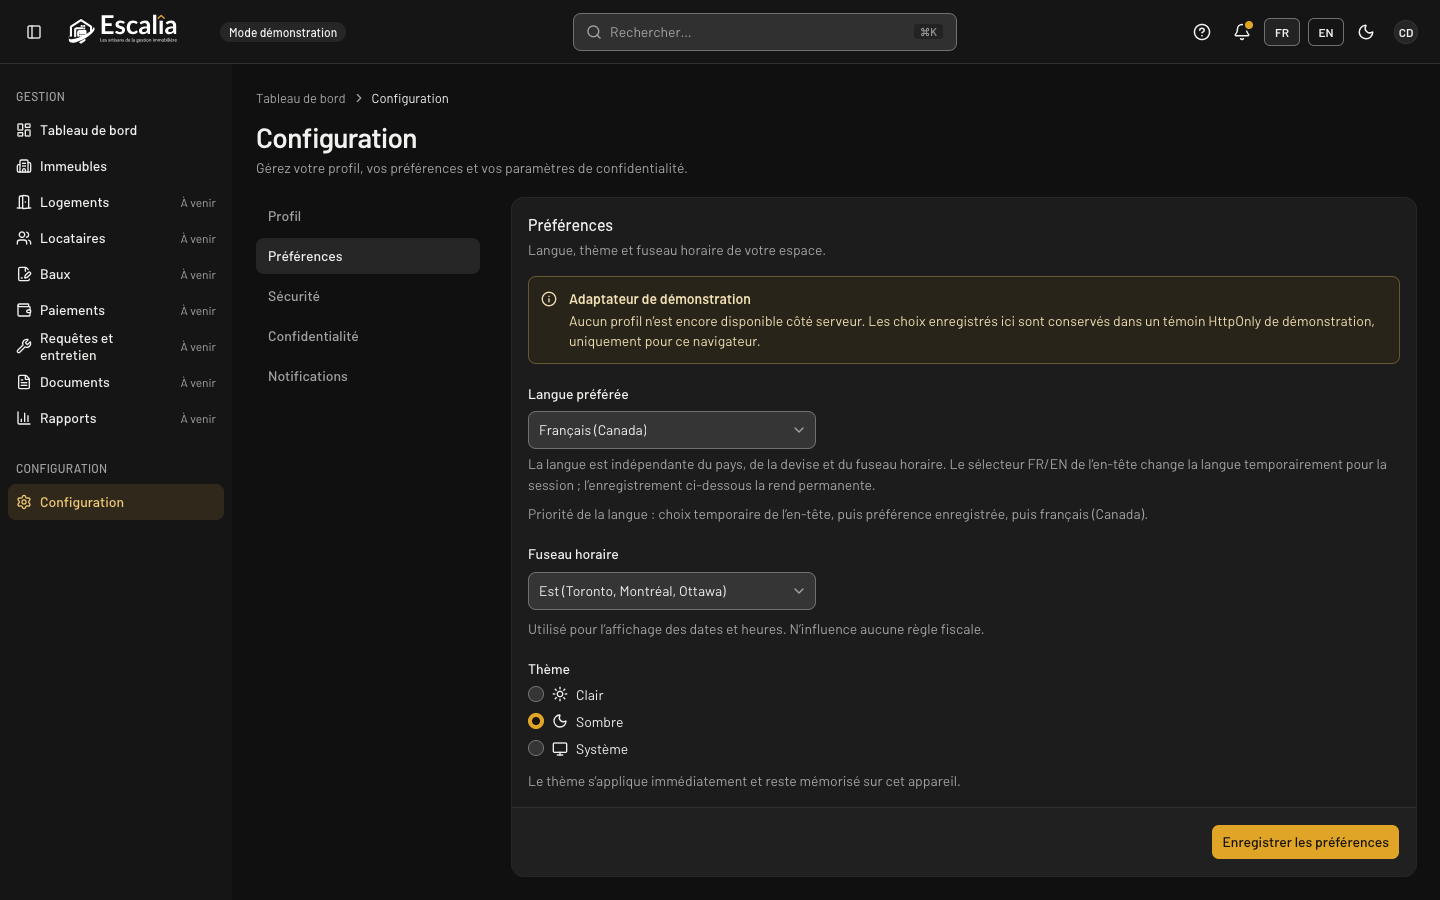 Escalia
Les artisans de la gestion immobilière
Mode démonstration
Rechercher...
⌘K
FR
EN
CD
GESTION
Tableau de bord
Immeubles
Logements À venir
Locataires À venir
Baux À venir
Paiements À venir
Requêtes et
entretien À venir
Documents À venir
Rapports À venir
CONFIGURATION
Configuration
Tableau de bord > Configuration
Configuration
Gérez votre profil, vos préférences et vos paramètres de confidentialité.
Profil
Préférences
Sécurité
Confidentialité
Notifications
Préférences
Langue, thème et fuseau horaire de votre espace.
Adaptateur de démonstration
Aucun profil n’est encore disponible côté serveur. Les choix enregistrés ici sont conservés dans un témoin HttpOnly de démonstration,
uniquement pour ce navigateur.
Langue préférée
Français (Canada)
La langue est indépendante du pays, de la devise et du fuseau horaire. Le sélecteur FR/EN de l’en-tête change la langue temporairement pour la
session ; l’enregistrement ci-dessous la rend permanente.
Priorité de la langue : choix temporaire de l’en-tête, puis préférence enregistrée, puis français (Canada).
Fuseau horaire
Est (Toronto, Montréal, Ottawa)
Utilisé pour l’affichage des dates et heures. N’influence aucune règle fiscale.
Thème
Clair
Sombre
Système
Le thème s’applique immédiatement et reste mémorisé sur cet appareil.
Enregistrer les préférences